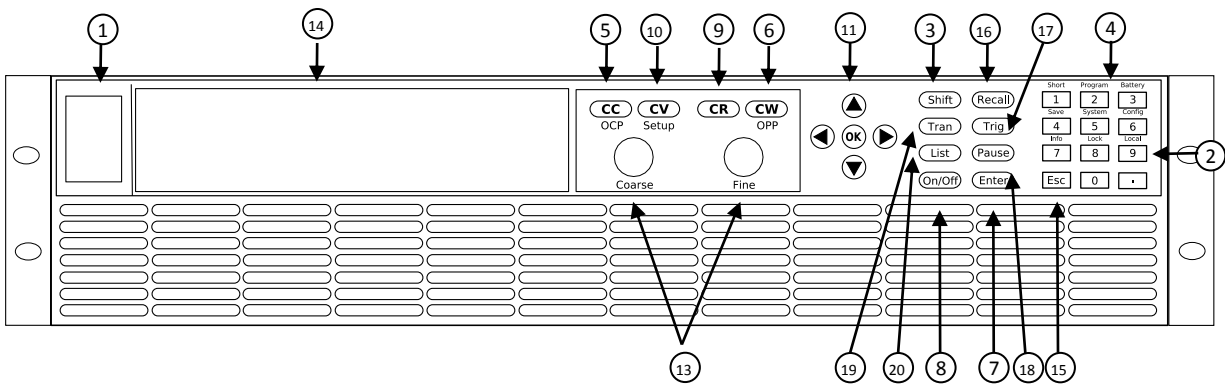 1 14 5 10 9 6 11 3 16 17 4
CC CV CR CW
OCP Setup OPP
Coarse Fine
OK
Shift Recall
Tran Trig
List Pause
On/Off Enter
Short Program Battery
1 2 3
Save System Config
4 5 6
Info Lock Local
7 8 9
Esc 0 .
2
13 19 20 8 7 18 15